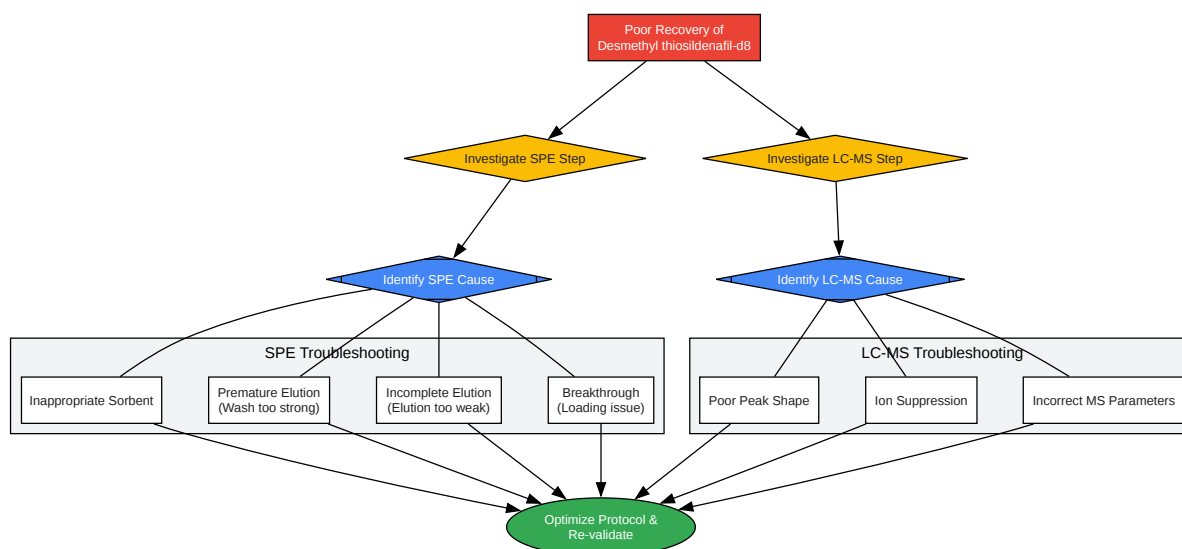 Poor Recovery of
Desmethyl thiosildenafil-d8
Investigate SPE Step
Investigate LC-MS Step
Identify SPE Cause
Identify LC-MS Cause
SPE Troubleshooting
LC-MS Troubleshooting
Inappropriate Sorbent
Premature Elution
(Wash too strong)
Incomplete Elution
(Elution too weak)
Breakthrough
(Loading issue)
Poor Peak Shape
Ion Suppression
Incorrect MS Parameters
Optimize Protocol &
Re-validate